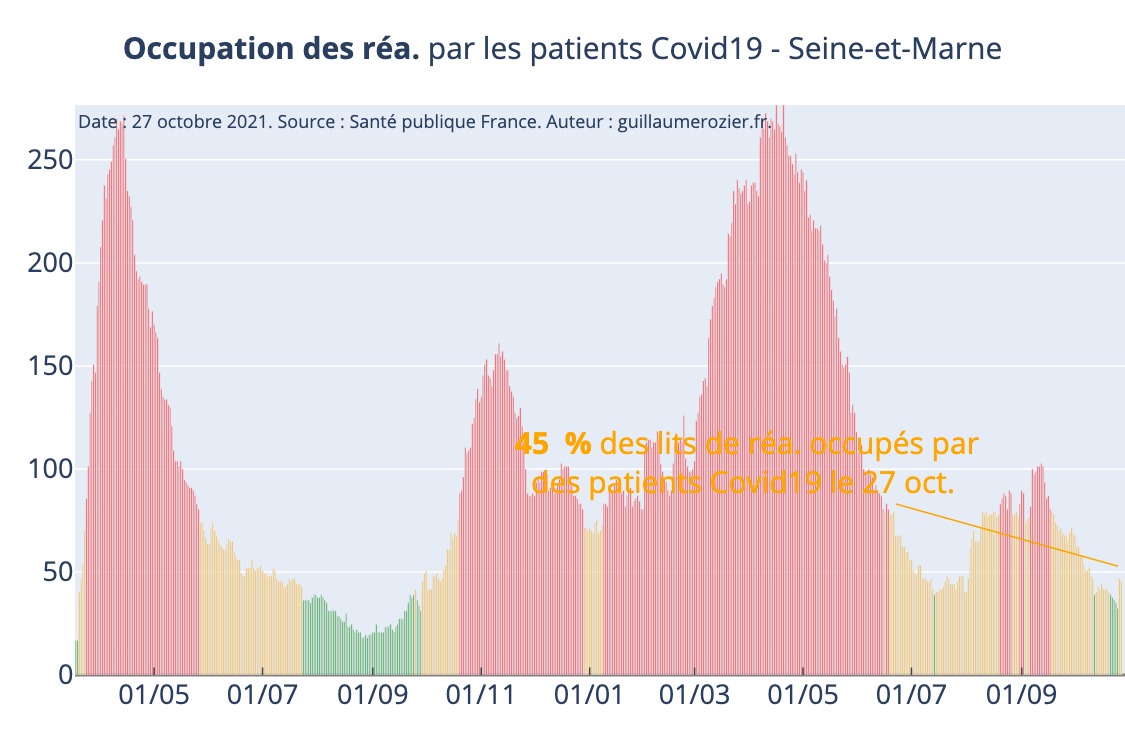 Occupation des réa. par les patients Covid19 - Seine-et-Marne
Date : 27 octobre 2021. Source : Santé publique France. Auteur : guillaumerozier.fr.
250
200
150
100
50
0
45 % des lits de réa. occupés par
des patients Covid19 le 27 oct.
01/05 01/07 01/09 01/11 01/01 01/03 01/05 01/07 01/09